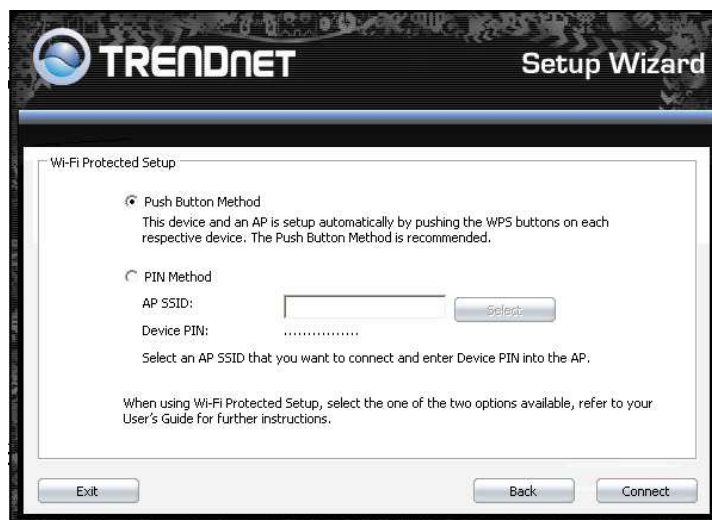 TRENDNET
Setup Wizard
Wi-Fi Protected Setup
Push Button Method
This device and an AP is setup automatically by pushing the WPS buttons on each
respective device. The Push Button Method is recommended.
PIN Method
AP SSID:
Select
Device PIN: ...............
Select an AP SSID that you want to connect and enter Device PIN into the AP.
When using Wi-Fi Protected Setup, select the one of the two options available, refer to your
User's Guide for further instructions.
Exit
Back
Connect